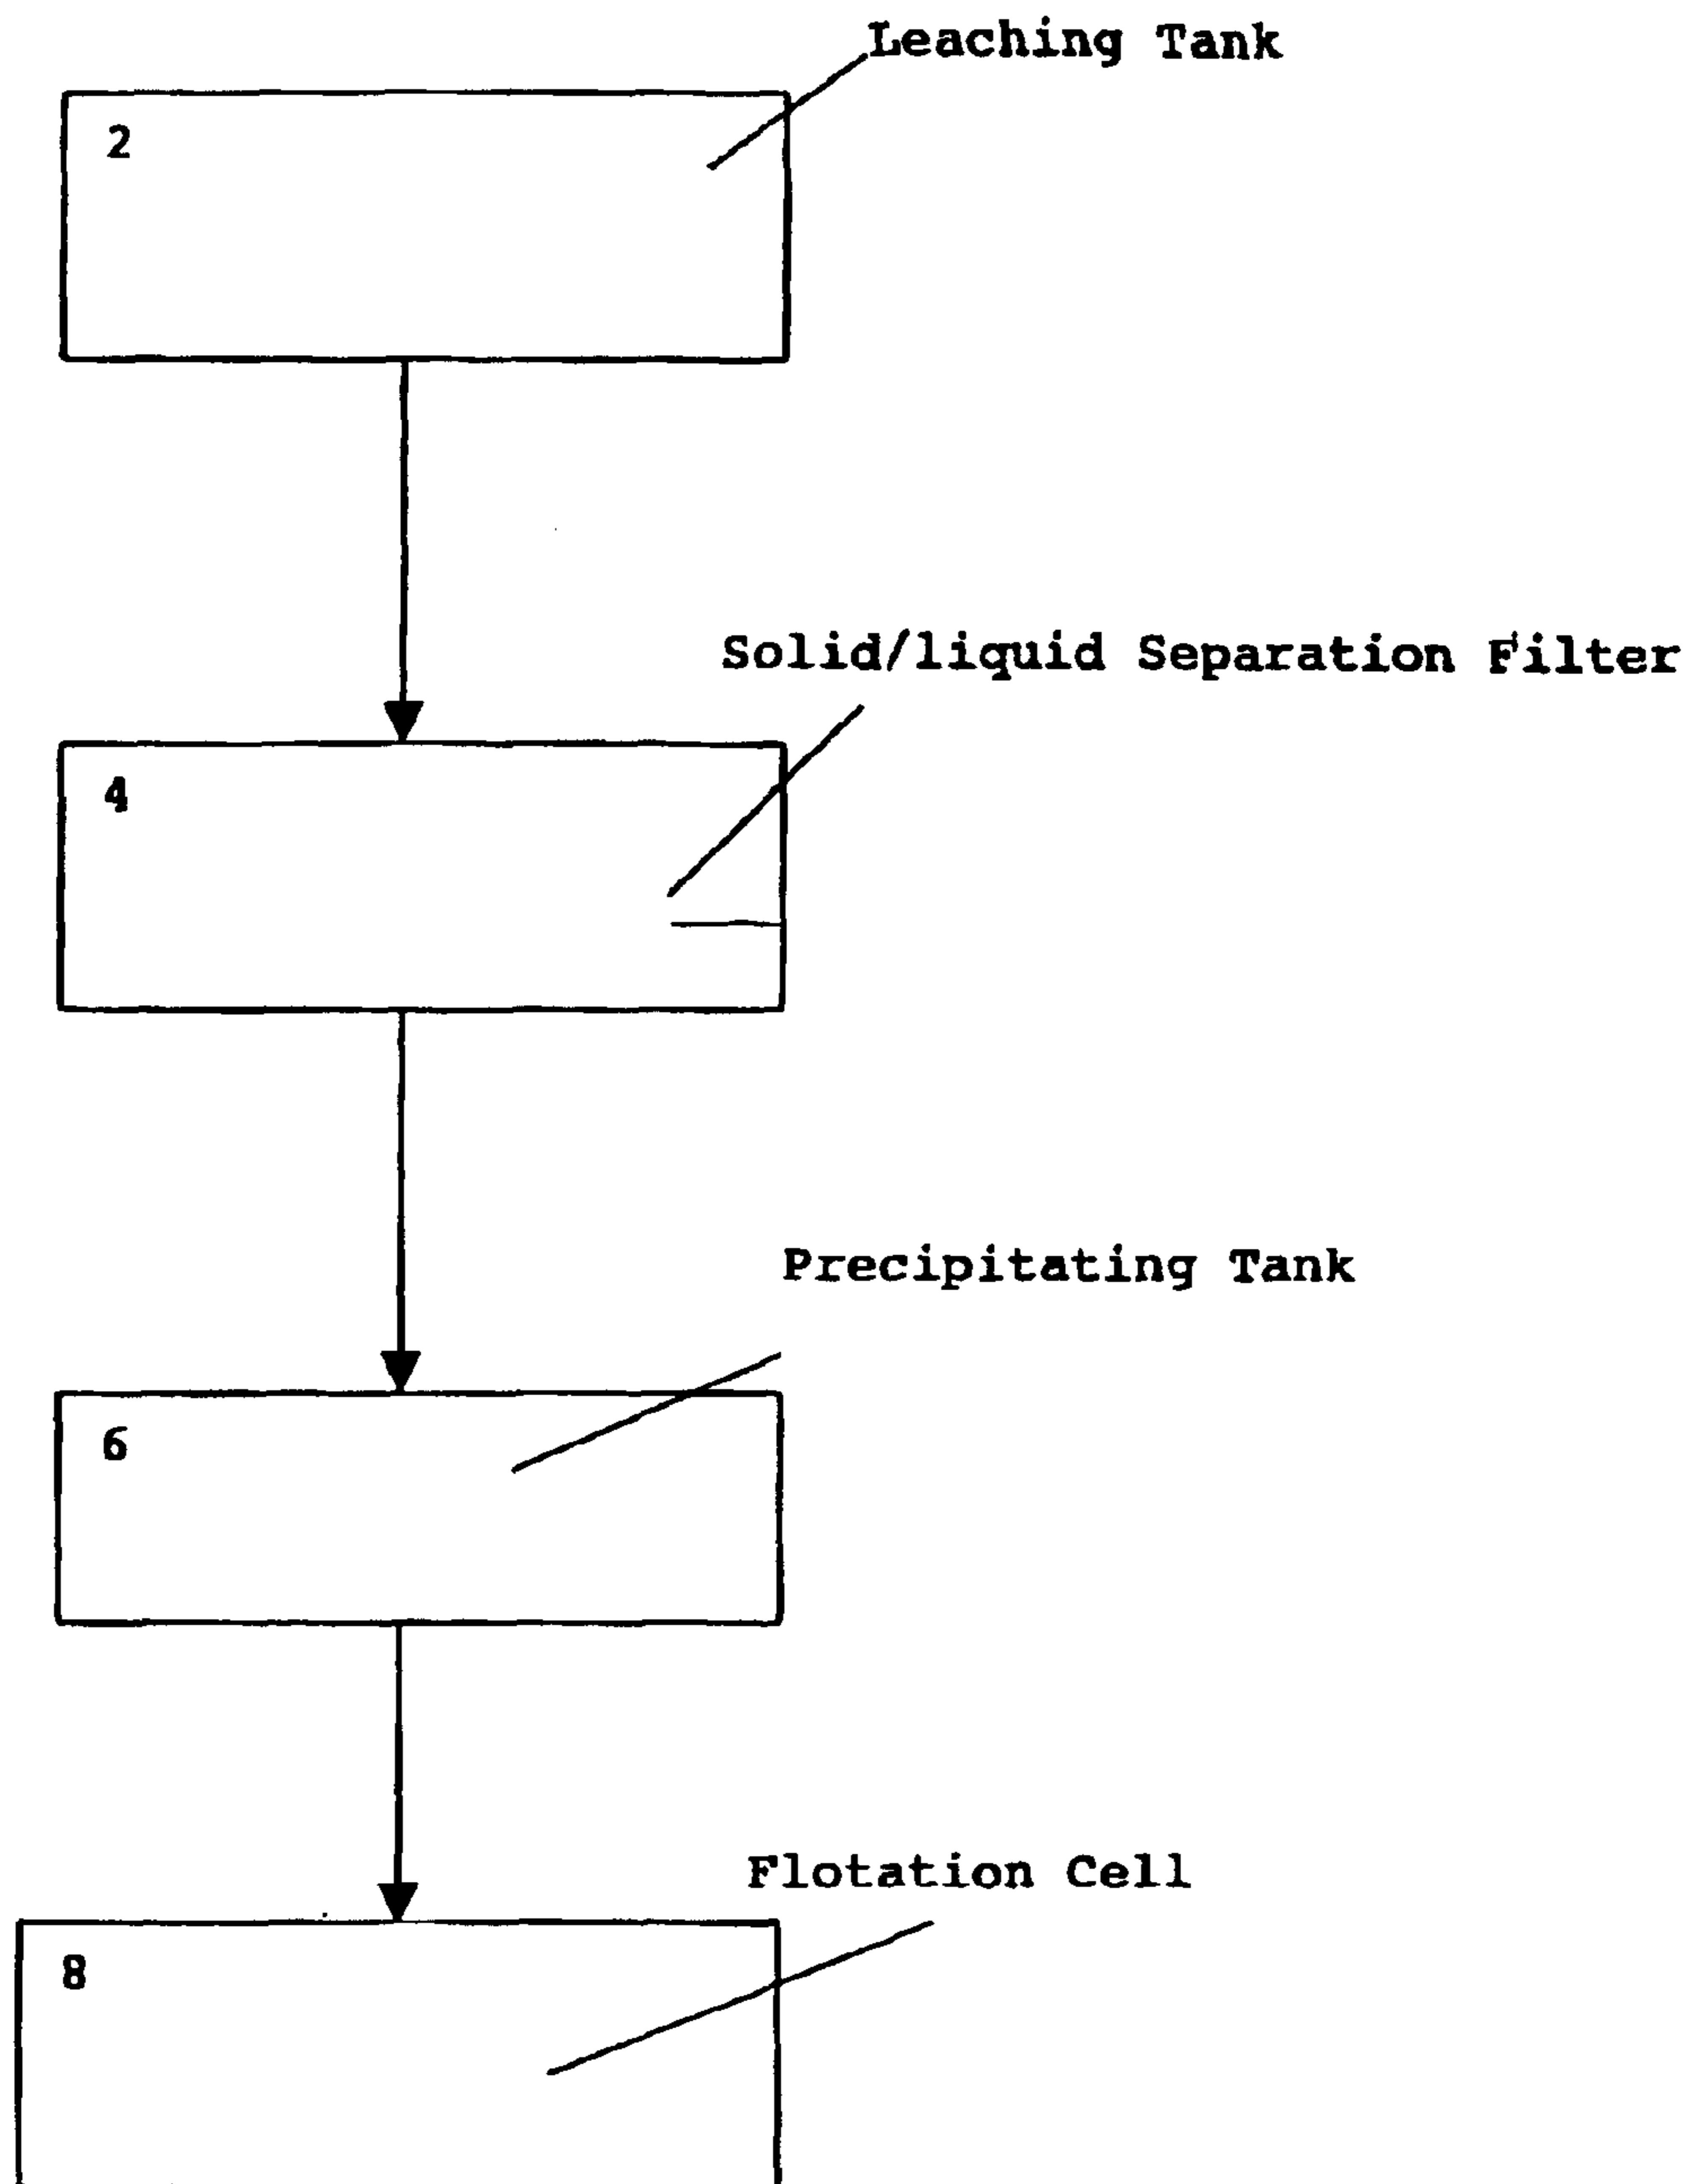 Leaching Tank
2
Solid/liquid Separation Filter
4
Precipitating Tank
6
Flotation Cell
8